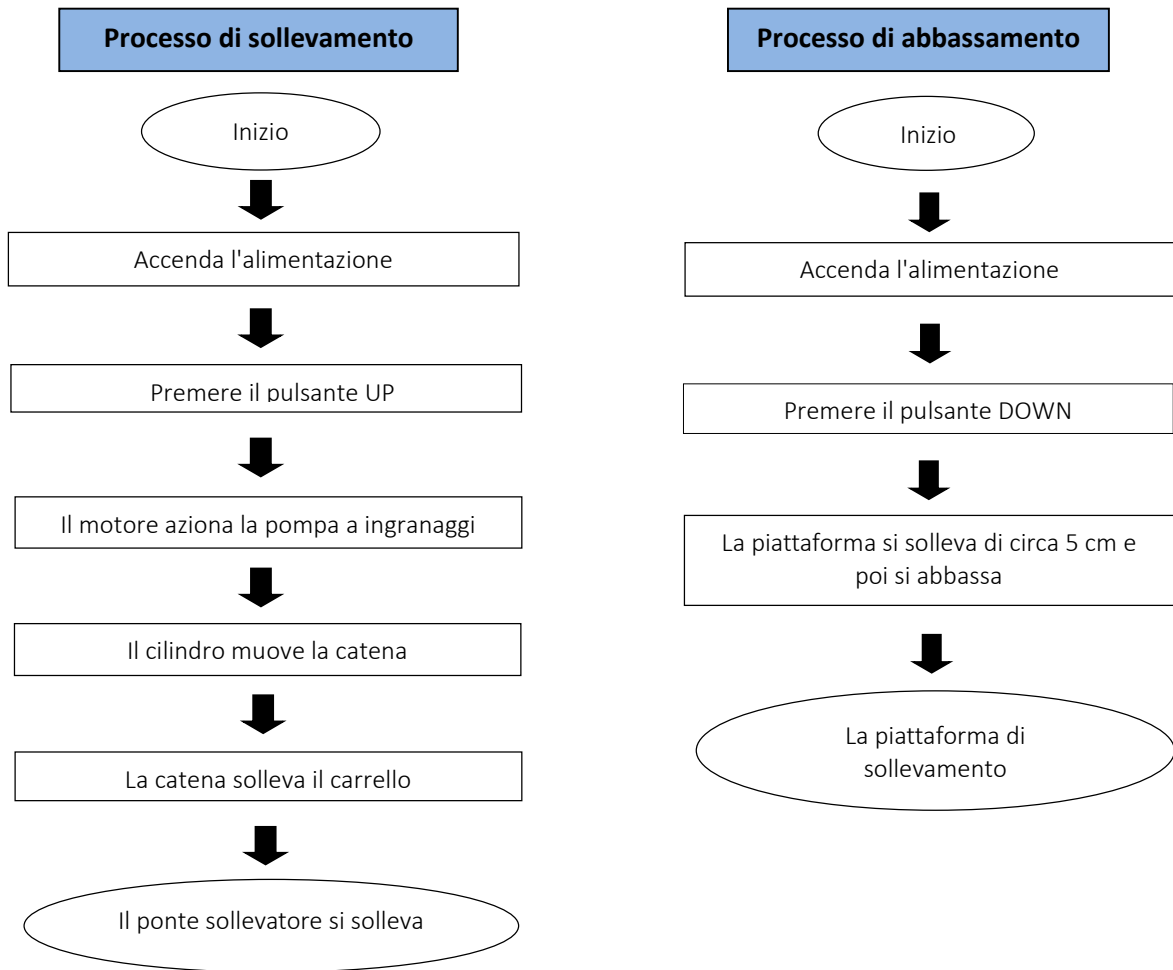 Processo di sollevamento
Inizio
Accenda l'alimentazione
Premere il pulsante UP
Il motore aziona la pompa a ingranaggi
Il cilindro muove la catena
La catena solleva il carrello
Il ponte sollevatore si solleva
Processo di abbassamento
Inizio
Accenda l'alimentazione
Premere il pulsante DOWN
La piattaforma si solleva di circa 5 cm e
poi si abbassa
La piattaforma di
sollevamento